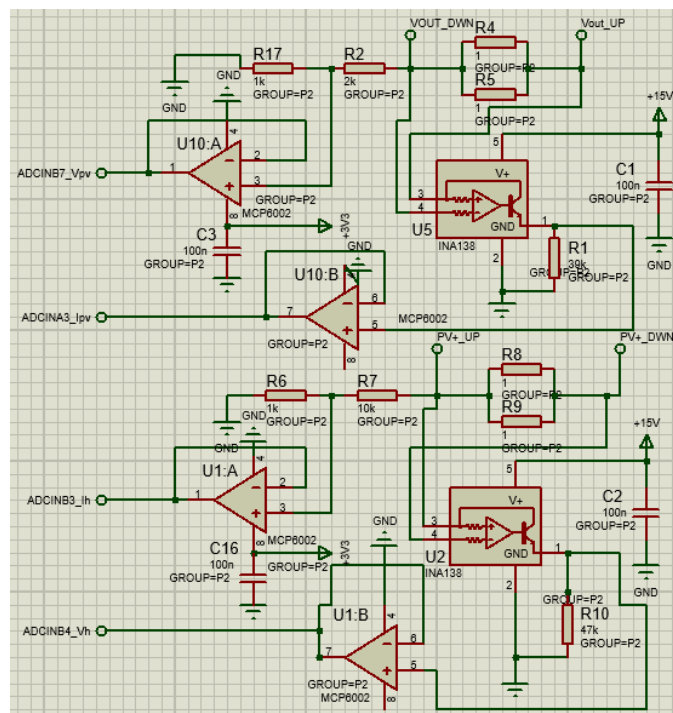 VOUT_DWN
Vout_UP
R17
1k
GROUP=P2
R2
2k
GROUP=P2
R4
1
GROUP=P2
R5
1
GROUP=P2
GND
GND
+15V
U10:A
4
1
2
3
8
GROUP=P2
MCP6002
ADCINB7_Vpv
C3
100n
GROUP=P2
+3V3
5
V+
3
4
GND
1
2
U5
INA138
C1
100n
GROUP=P2
R1
39k
GROUP=P2
GROUP=P2
GND
GND
U10:B
7
6
5
8
MCP6002
GROUP=P2
ADCINA3_Ipv
PV+_UP
PV+_DWN
R6
1k
GROUP=P2
R7
10k
GROUP=P2
R8
1
GROUP=P2
R9
1
GROUP=P2
GND
GND
+15V
U1:A
4
1
2
3
8
MCP6002
GROUP=P2
ADCINB3_Ih
C16
100n
GROUP=P2
+3V3
GND
5
V+
3
4
GND
1
2
U2
INA138
C2
100n
GROUP=P2
GND
GROUP=P2
R10
47k
GROUP=P2
U1:B
4
7
6
5
8
GROUP=P2
MCP6002
ADCINB4_Vh